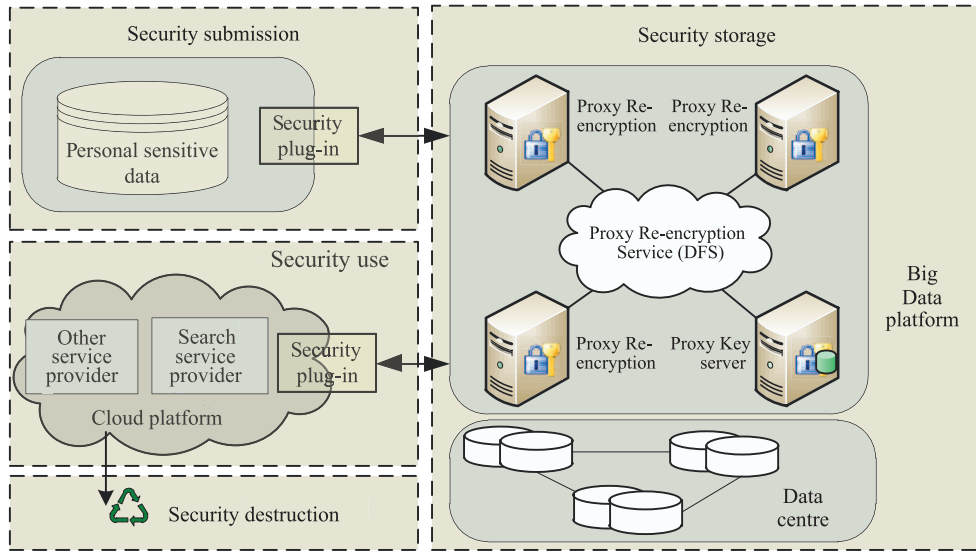 Security submission
Personal sensitive
data
Security
plug-in
Security use
Other
service
provider
Search
service
provider
Security
plug-in
Cloud platform
Security destruction
Security storage
Proxy Re-
encryption
Proxy Re-
encryption
Proxy Re-encryption
Service (DFS)
Proxy Re-
encryption
Proxy Key
server
Big
Data
platform
Data
centre